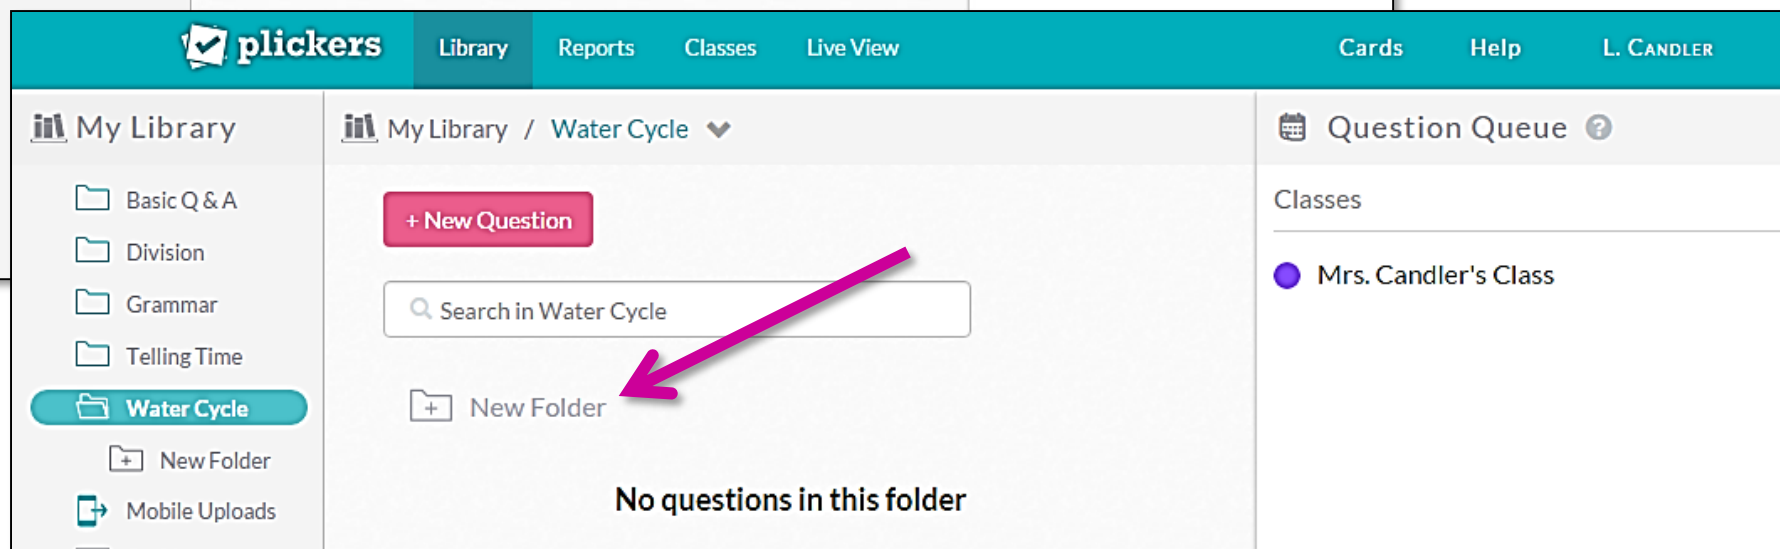 plickers
Library
Reports
Classes
Live View
Cards
Help
L. CANDLER
My Library
Basic Q & A
Division
Grammar
Telling Time
Water Cycle
New Folder
Mobile Uploads
My Library / Water Cycle
+ New Question
Search in Water Cycle
New Folder
No questions in this folder
Question Queue ?
Classes
Mrs. Candler's Class